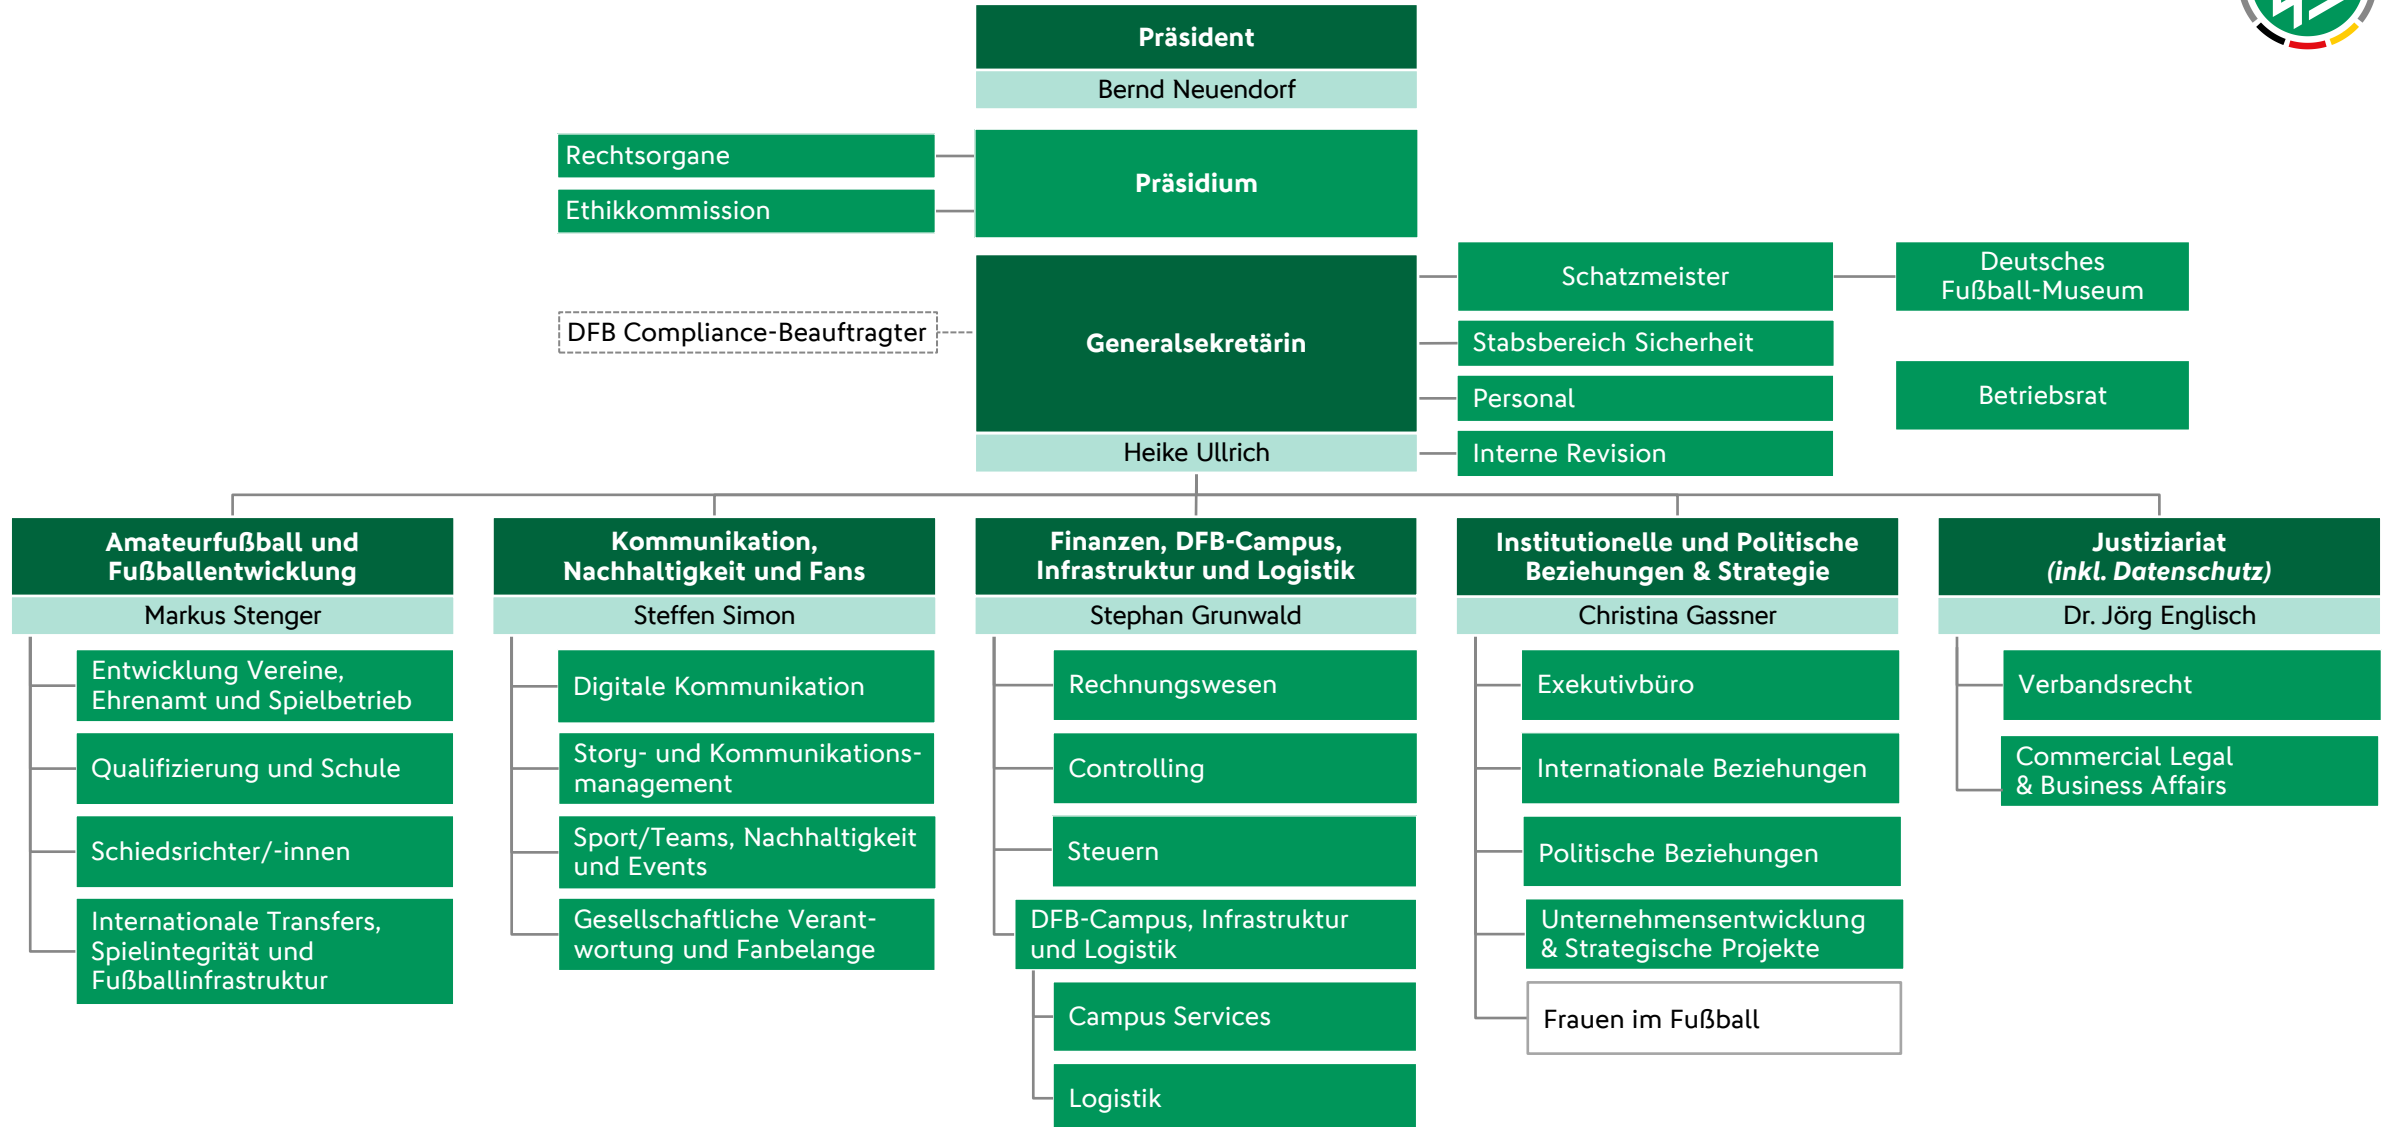 Präsident
Bernd Neuendorf
Rechtsorgane
Präsidium
Ethikkommission
Schatzmeister
Deutsches
Fußball-Museum
DFB Compliance-Beauftragter
Generalsekretärin
Stabsbereich Sicherheit
Personal
Betriebsrat
Heike Ullrich
Interne Revision
Amateurfußball und
Fußballentwicklung
Markus Stenger
Entwicklung Vereine,
Ehrenamt und Spielbetrieb
Qualifizierung und Schule
Schiedsrichter/-innen
Internationale Transfers,
Spielintegrität und
Fußballinfrastruktur
Kommunikation,
Nachhaltigkeit und Fans
Steffen Simon
Digitale Kommunikation
Story- und Kommunikations-
management
Sport/Teams, Nachhaltigkeit
und Events
Gesellschaftliche Verant-
wortung und Fanbelange
Finanzen, DFB-Campus,
Infrastruktur und Logistik
Stephan Grunwald
Rechnungswesen
Controlling
Steuern
DFB-Campus, Infrastruktur
und Logistik
Campus Services
Logistik
Institutionelle und Politische
Beziehungen & Strategie
Christina Gassner
Exekutivbüro
Internationale Beziehungen
Politische Beziehungen
Unternehmensentwicklung
& Strategische Projekte
Frauen im Fußball
Justiziariat
(inkl. Datenschutz)
Dr. Jörg Englisch
Verbandsrecht
Commercial Legal
& Business Affairs